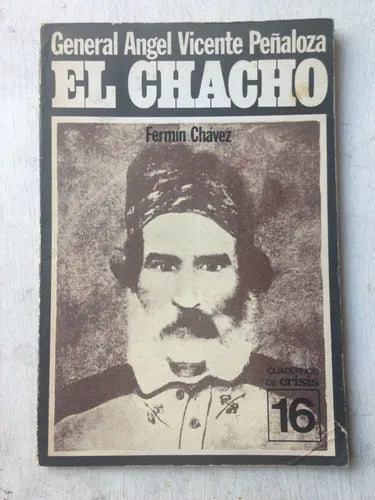 General Angel Vicente Peñaloza
EL CHACHO
Fermín Chávez
CUADERNOS
DE crisis
16